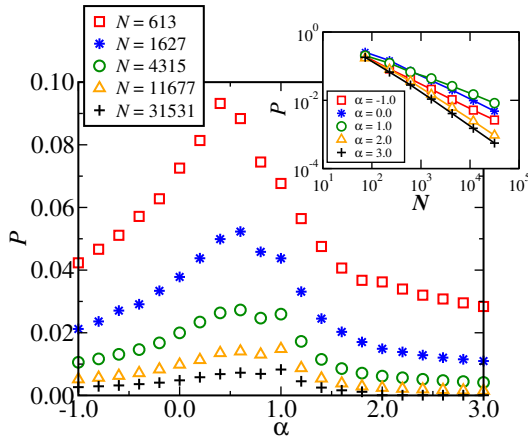 N = 613
N = 1627
N = 4315
N = 11677
N = 31531
0.10
0.08
0.06
0.04
0.02
0.00
P
-1.0
0.0
1.0
2.0
3.0
α
10^0
10^-2
10^-4
P
10^1
10^2
10^3
10^4
10^5
N
α = -1.0
α = 0.0
α = 1.0
α = 2.0
α = 3.0